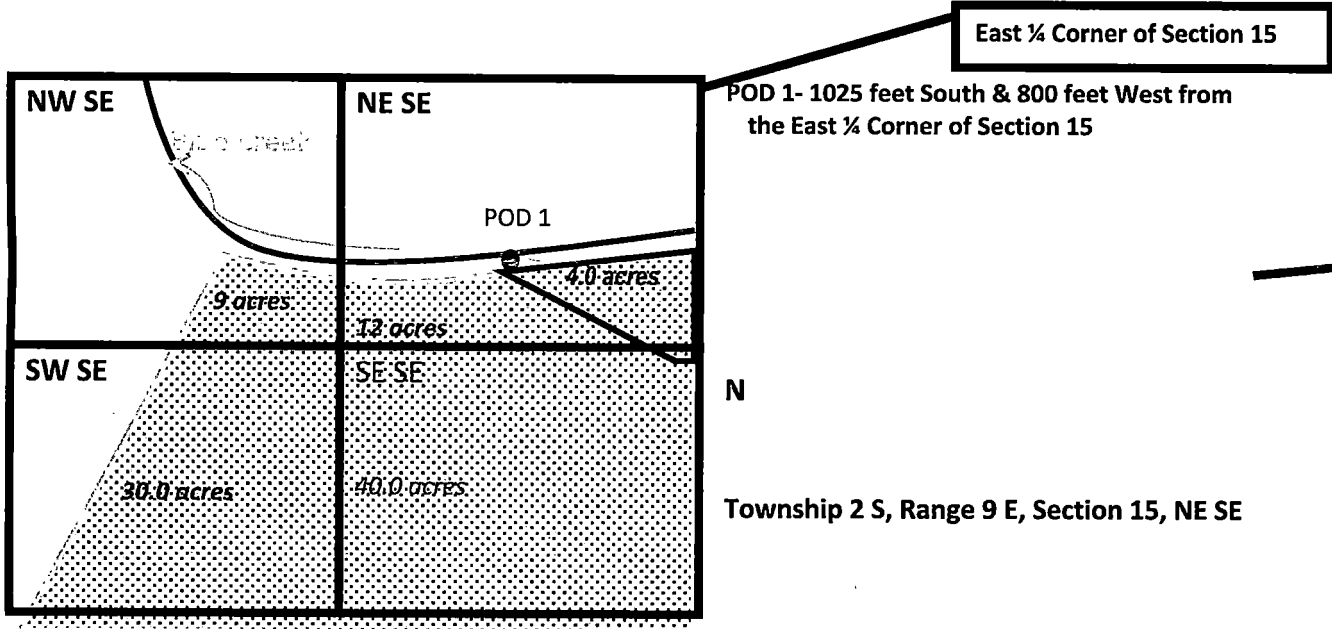 East ¼ Corner of Section 15
NW SE
NE SE
POD 1- 1025 feet South & 800 feet West from
the East ¼ Corner of Section 15
Creek
POD 1
4.0 acres
9 acres
12 acres
SW SE
SE SE
N
30.0 acres
40.0 acres
Township 2 S, Range 9 E, Section 15, NE SE